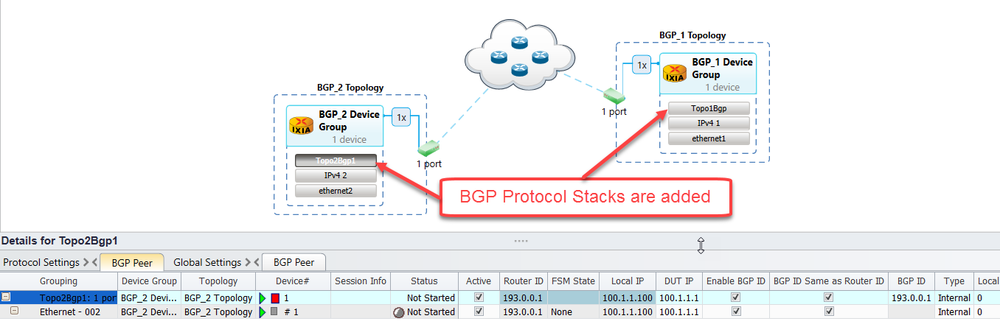 BGP_1 Topology
1x
BGP_1 Device
Group
IXIA
1 device
1 port
Topo1Bgp
IPv4 1
ethernet1
BGP_2 Topology
BGP_2 Device
Group
IXIA
1 device
1x
1 port
Topo2Bgp1
IPv4 2
ethernet2
BGP Protocol Stacks are added
Details for Topo2Bgp1
Protocol Settings BGP Peer Global Settings BGP Peer
Grouping Device Group Topology Device# Session Info Status Active Router ID FSM State Local IP DUT IP Enable BGP ID BGP ID Same as Router ID BGP ID Type Local
Topo2Bgp1: 1 por BGP_2 Devi... BGP_2 Topology 1 Not Started 193.0.0.1 100.1.1.100 100.1.1.1 193.0.0.1 Internal 0
Ethernet - 002 BGP_2 Devi... BGP_2 Topology # 1 Not Started 193.0.0.1 None 100.1.1.100 100.1.1.1 193.0.0.1 Internal 0